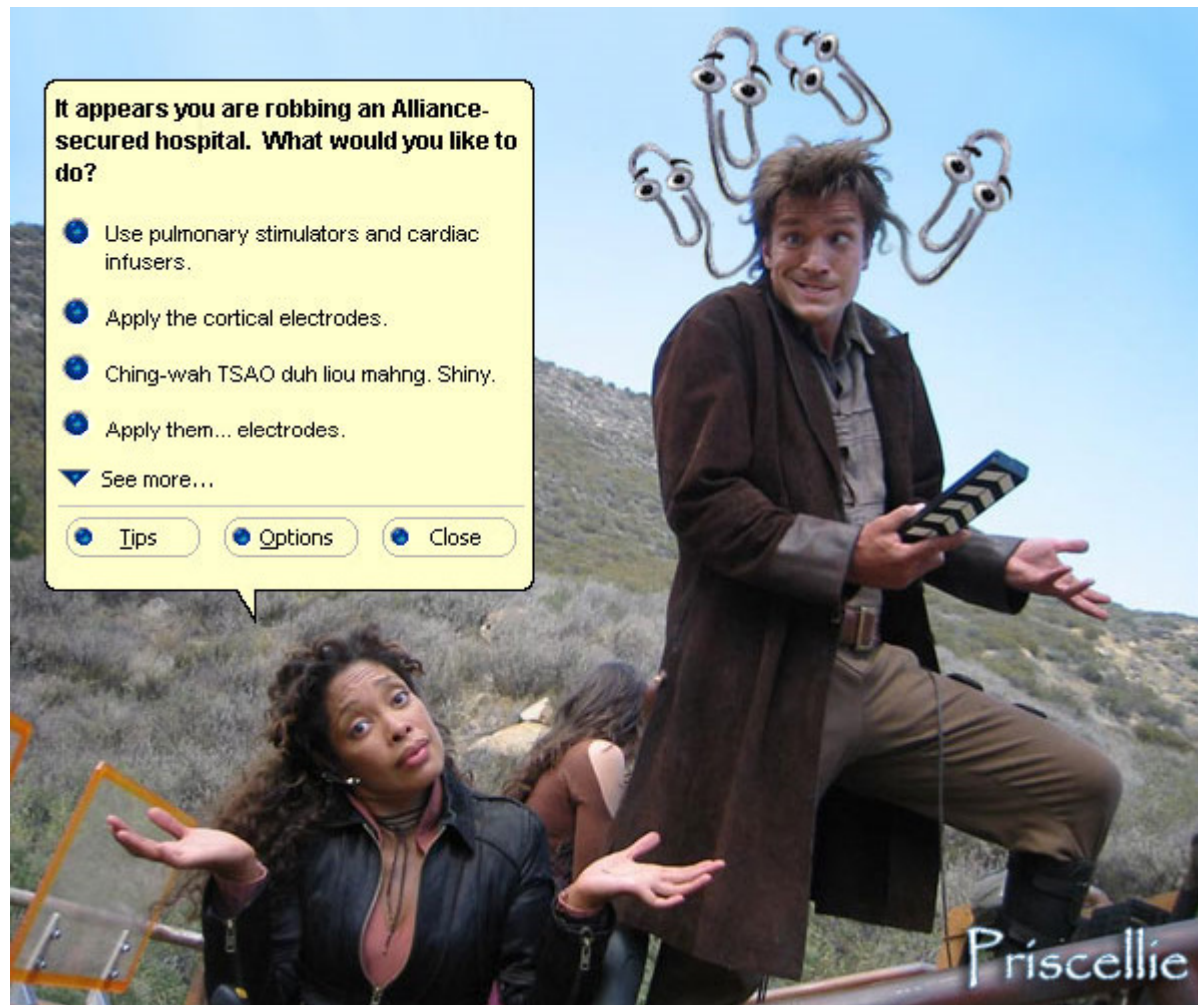 It appears you are robbing an Alliance-
secured hospital.  What would you like to
do?
Use pulmonary stimulators and cardiac
infusers.
Apply the cortical electrodes.
Ching-wah TSAO duh liou mahng. Shiny.
Apply them... electrodes.
See more...
Tips
Options
Close
Priscellie